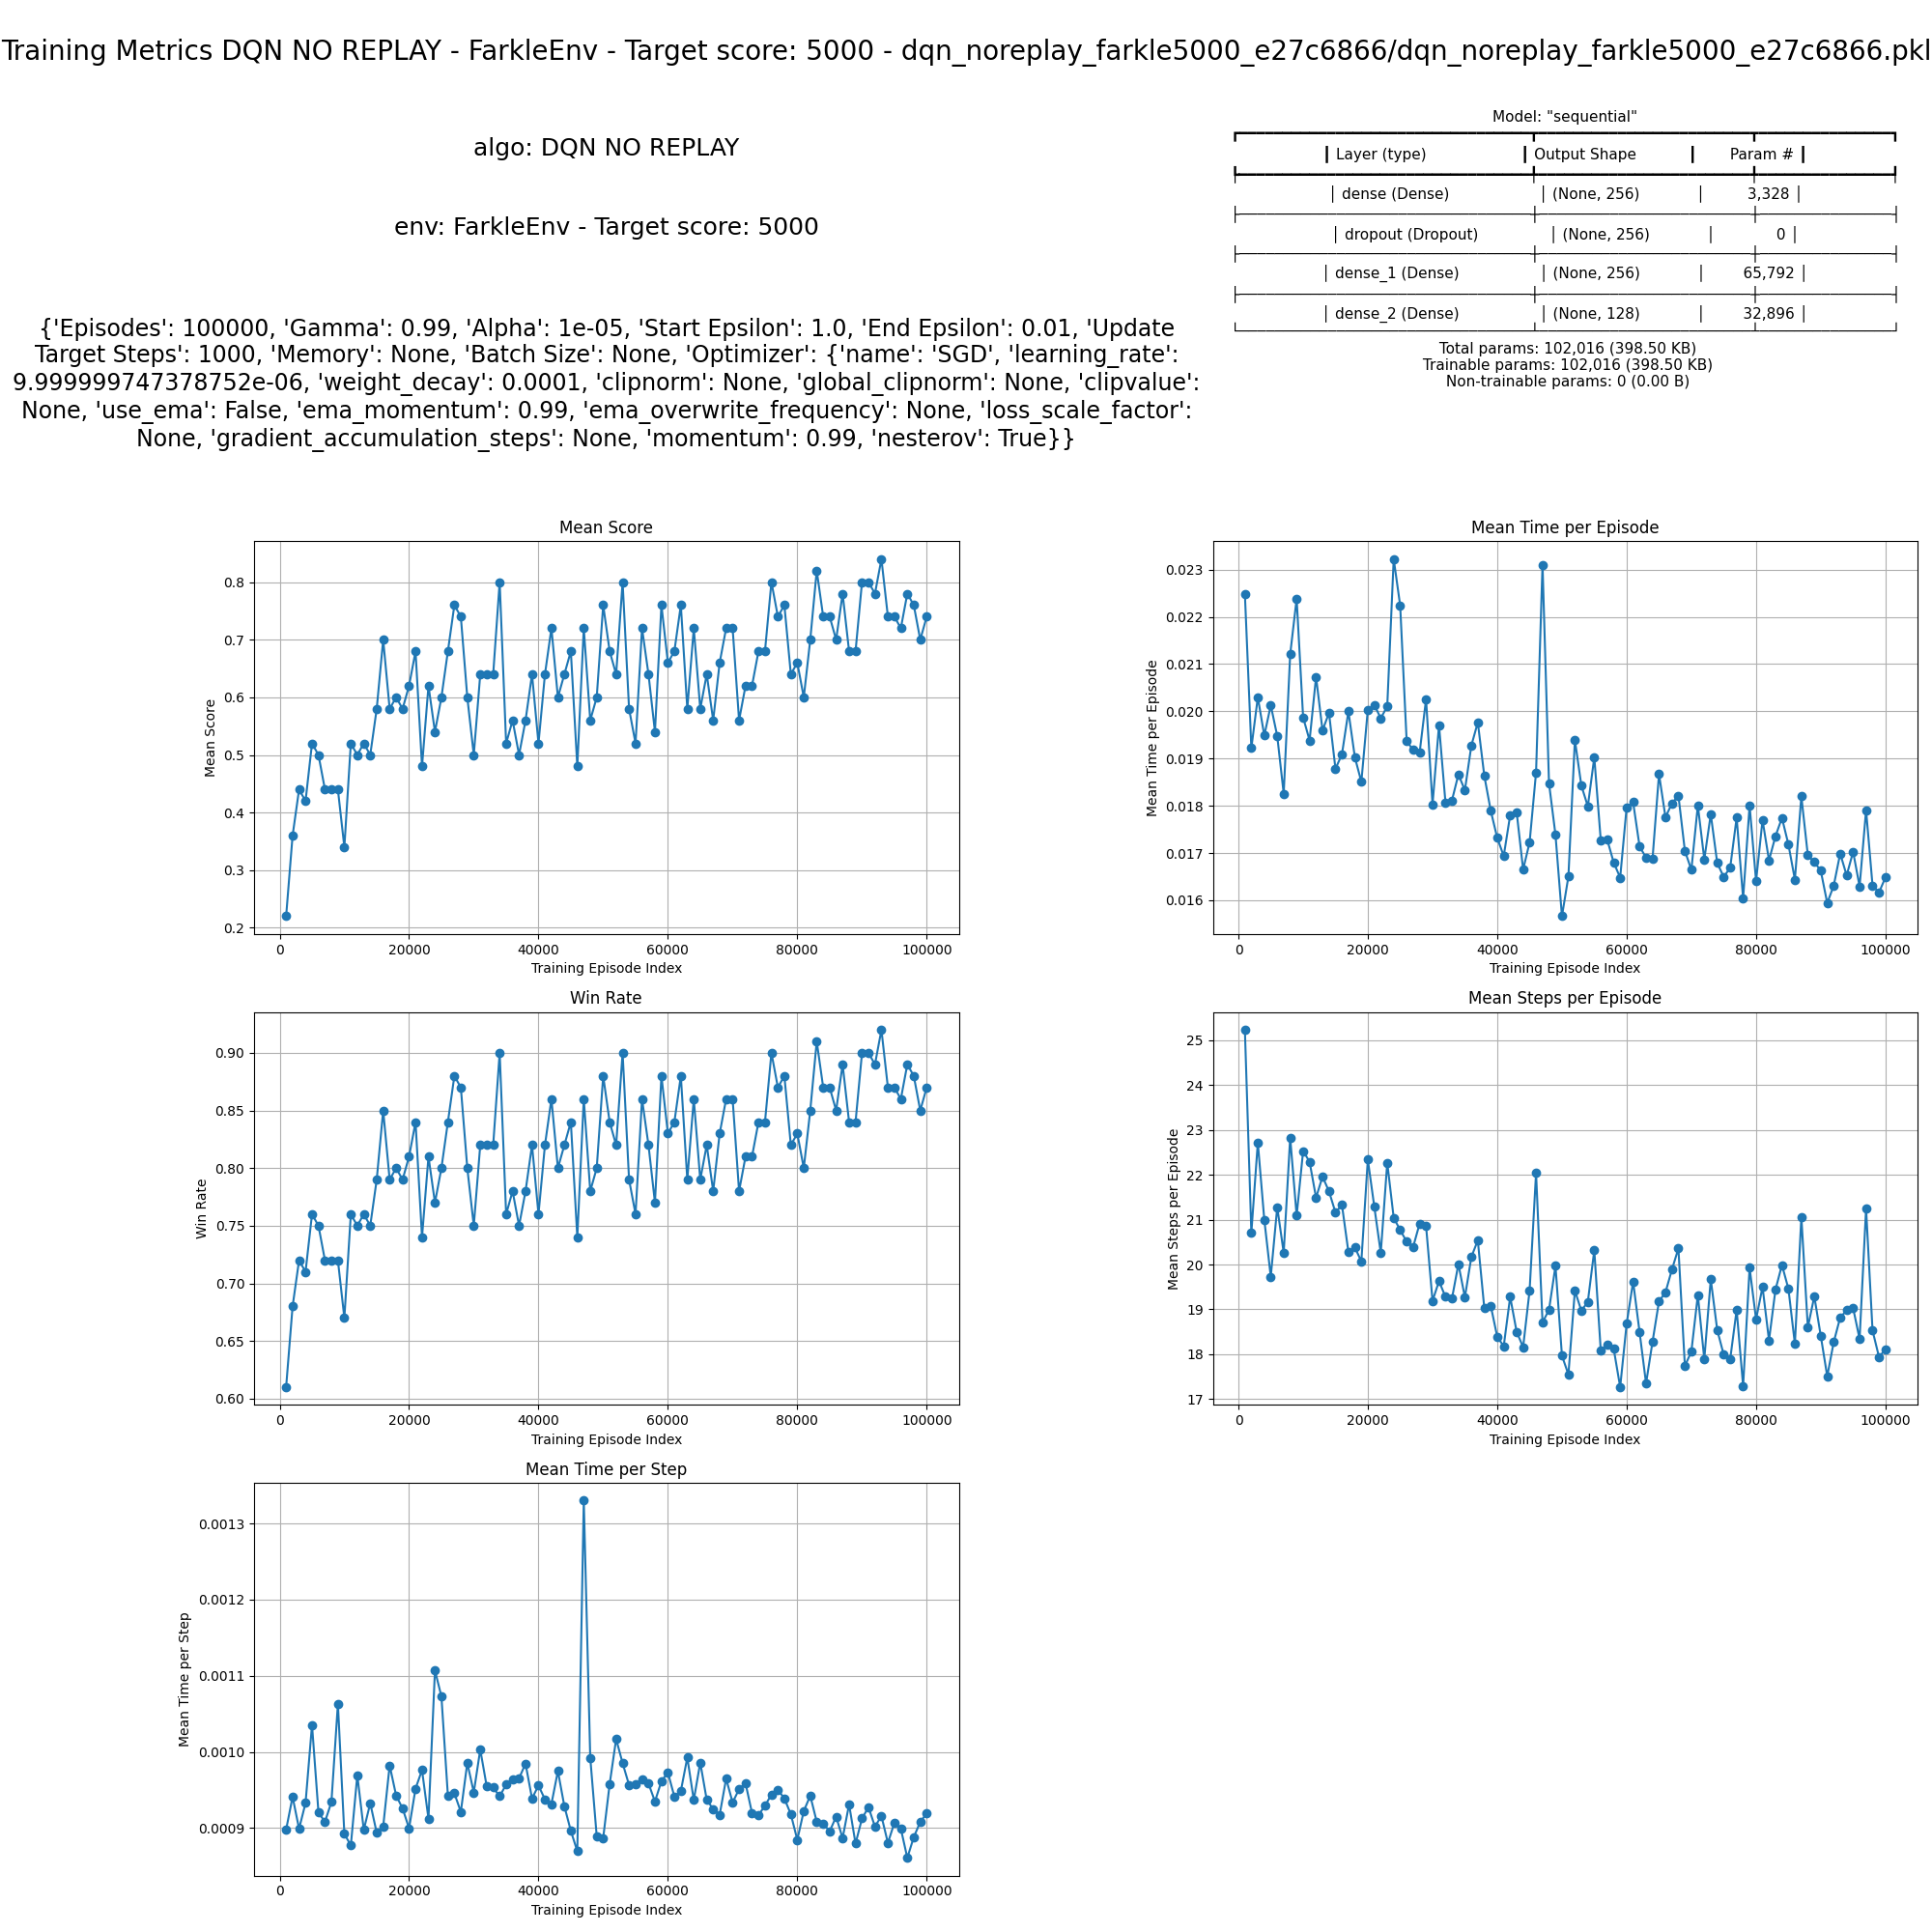 Training Metrics DQN NO REPLAY - FarkleEnv - Target score: 5000 - dqn_noreplay_farkle5000_e27c6866/dqn_noreplay_farkle5000_e27c6866.pkl
algo: DQN NO REPLAY
env: FarkleEnv - Target score: 5000
{'Episodes': 100000, 'Gamma': 0.99, 'Alpha': 1e-05, 'Start Epsilon': 1.0, 'End Epsilon': 0.01, 'Update
Target Steps': 1000, 'Memory': None, 'Batch Size': None, 'Optimizer': {'name': 'SGD', 'learning_rate':
9.999999747378752e-06, 'weight_decay': 0.0001, 'clipnorm': None, 'global_clipnorm': None, 'clipvalue':
None, 'use_ema': False, 'ema_momentum': 0.99, 'ema_overwrite_frequency': None, 'loss_scale_factor':
None, 'gradient_accumulation_steps': None, 'momentum': 0.99, 'nesterov': True}}
Model: "sequential"
Layer (type) Output Shape Param #
dense (Dense) (None, 256) 3,328
dropout (Dropout) (None, 256) 0
dense_1 (Dense) (None, 256) 65,792
dense_2 (Dense) (None, 128) 32,896
Total params: 102,016 (398.50 KB)
Trainable params: 102,016 (398.50 KB)
Non-trainable params: 0 (0.00 B)
Mean Score
Mean Score
0.8
0.7
0.6
0.5
0.4
0.3
0.2
0 20000 40000 60000 80000 100000
Training Episode Index
Mean Time per Episode
Mean Time per Episode
0.023
0.022
0.021
0.020
0.019
0.018
0.017
0.016
0 20000 40000 60000 80000 100000
Training Episode Index
Win Rate
Win Rate
0.90
0.85
0.80
0.75
0.70
0.65
0.60
0 20000 40000 60000 80000 100000
Training Episode Index
Mean Steps per Episode
Mean Steps per Episode
25
24
23
22
21
20
19
18
17
0 20000 40000 60000 80000 100000
Training Episode Index
Mean Time per Step
Mean Time per Step
0.0013
0.0012
0.0011
0.0010
0.0009
0 20000 40000 60000 80000 100000
Training Episode Index